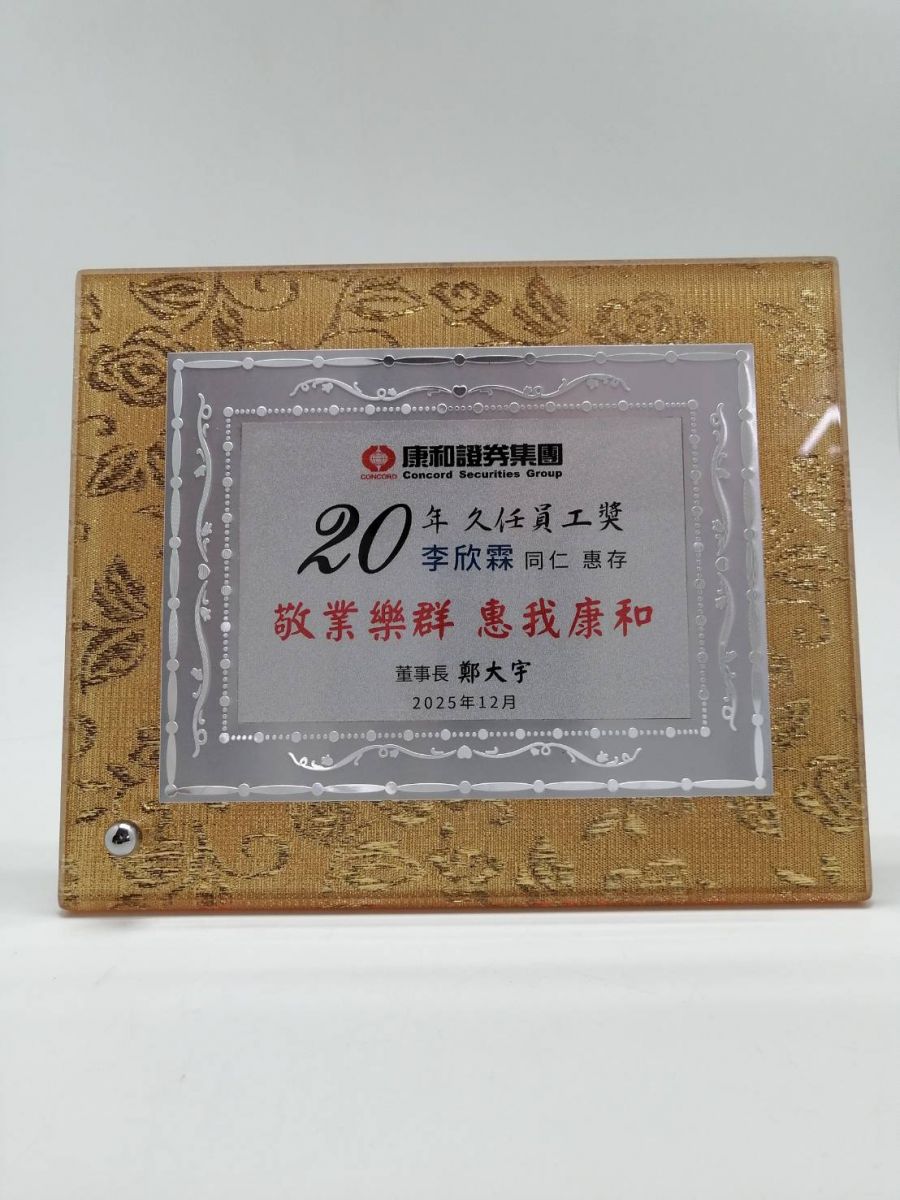 康和證券集團
CONCORD Concord Securities Group
20年 久任員工獎
李欣霖 同仁 惠存
敬業樂群 惠我康和
董事長 鄭大宇
2025年12月